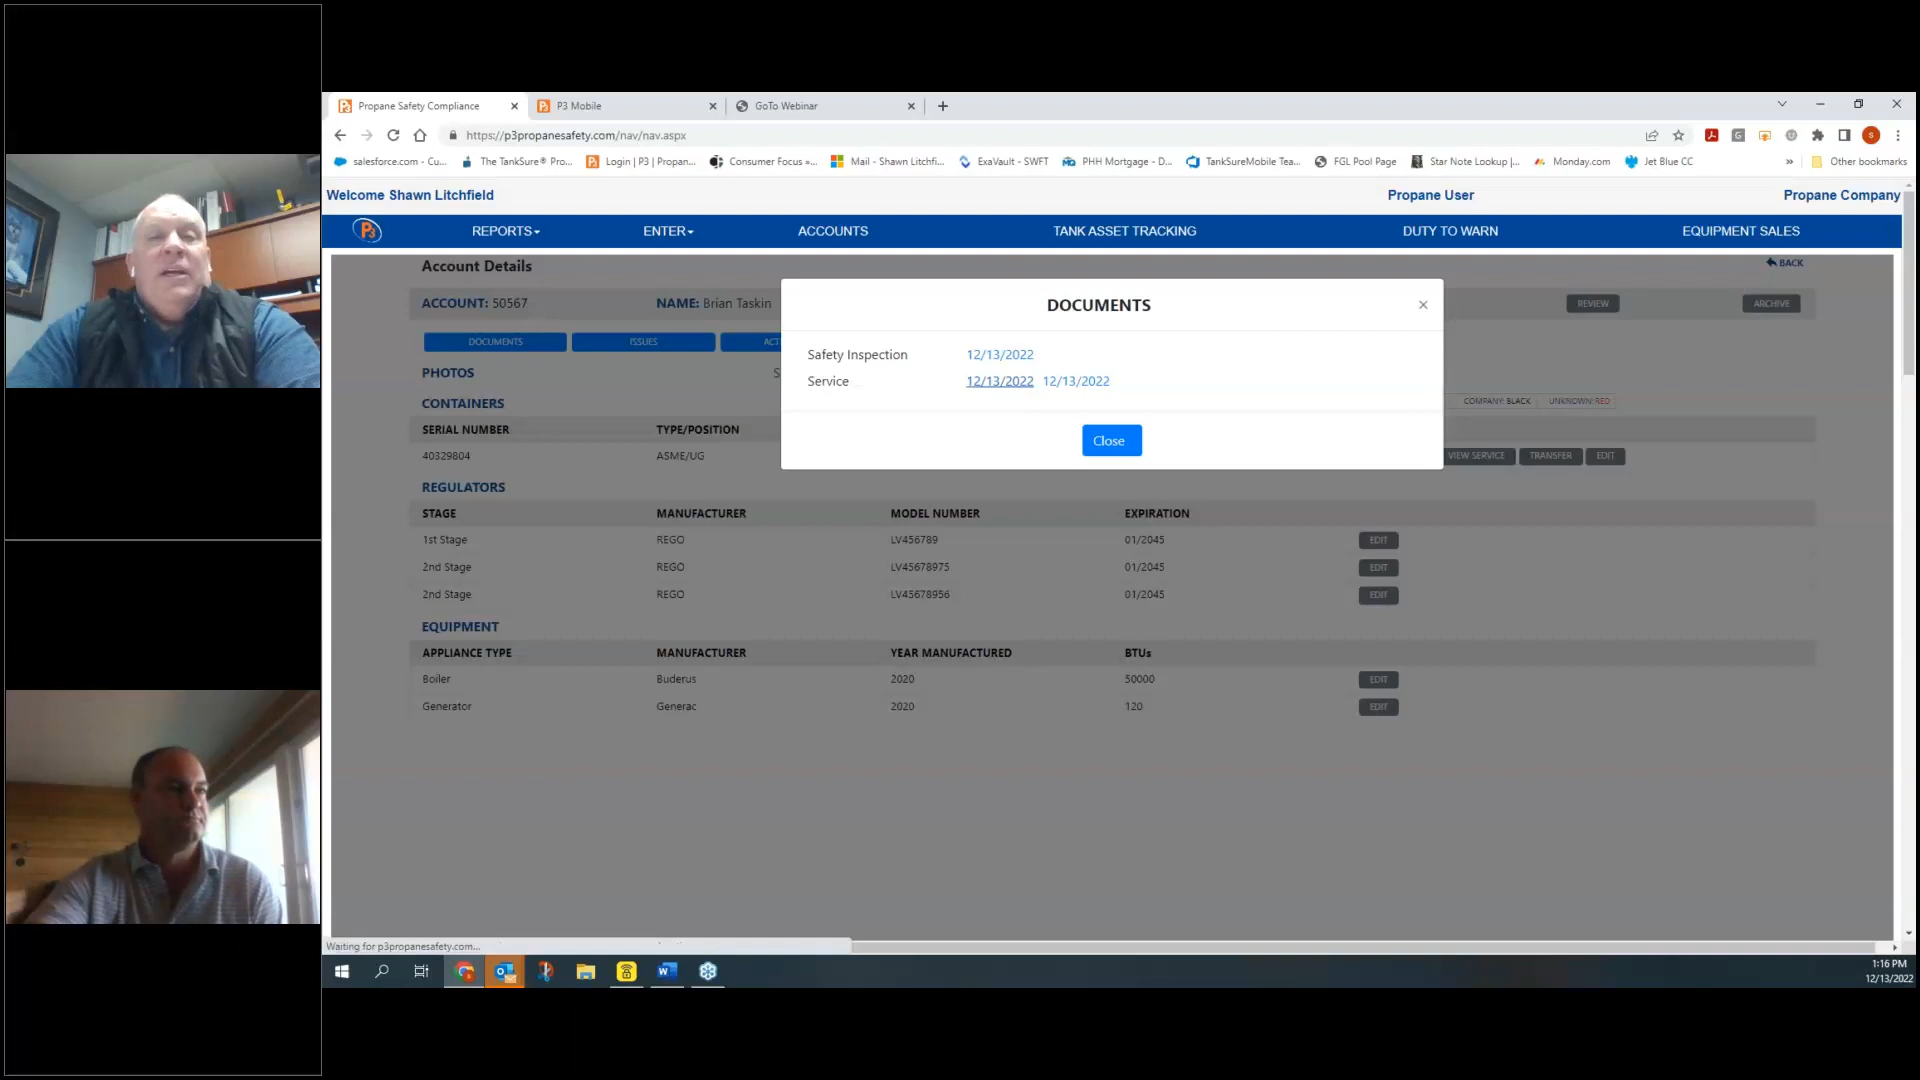 Propane Safety Compliance
P3 Mobile
GoTo Webinar
https://p3propanesafety.com/nav/nav.aspx
salesforce.com - Cu... The TankSure® Pro... Login | P3 | Propan... Consumer Focus »... Mail - Shawn Litchfi... ExaVault - SWFT PHH Mortgage - D... TankSureMobile Tea... FGL Pool Page Star Note Lookup |... Monday.com Jet Blue CC » Other bookmarks
Welcome Shawn Litchfield Propane User Propane Company
P3 REPORTS ENTER ACCOUNTS TANK ASSET TRACKING DUTY TO WARN EQUIPMENT SALES
Account Details BACK
ACCOUNT: 50567 NAME: Brian Taskin REVIEW ARCHIVE
DOCUMENTS ISSUES ACT
PHOTOS S
CONTAINERS COMPANY: BLACK UNKNOWN: RED
SERIAL NUMBER TYPE/POSITION
40329804 ASME/UG VIEW SERVICE TRANSFER EDIT
DOCUMENTS ×
Safety Inspection 12/13/2022
Service 12/13/2022 12/13/2022
Close
REGULATORS
STAGE MANUFACTURER MODEL NUMBER EXPIRATION
1st Stage REGO LV456789 01/2045 EDIT
2nd Stage REGO LV45678975 01/2045 EDIT
2nd Stage REGO LV45678956 01/2045 EDIT
EQUIPMENT
APPLIANCE TYPE MANUFACTURER YEAR MANUFACTURED BTUs
Boiler Buderus 2020 50000 EDIT
Generator Generac 2020 120 EDIT
Waiting for p3propanesafety.com...
1:16 PM
12/13/2022